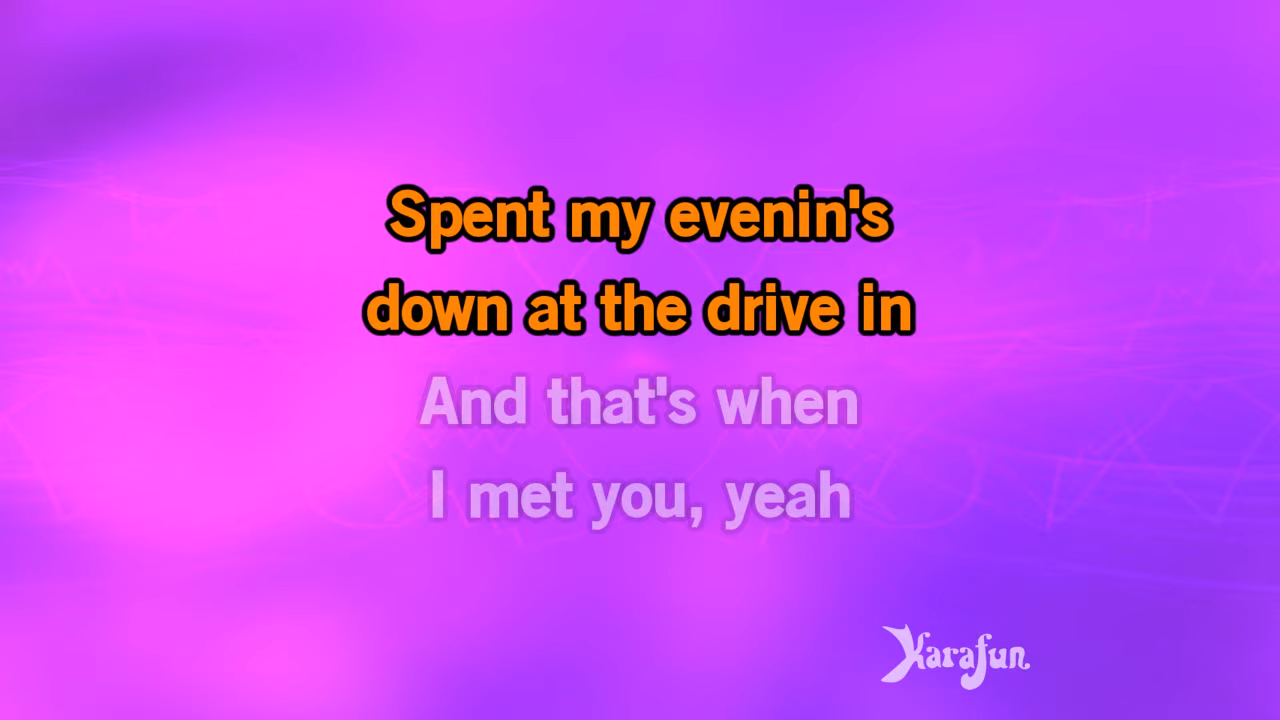 Spent my evenin's
down at the drive in
And that's when
I met you, yeah
Karafun